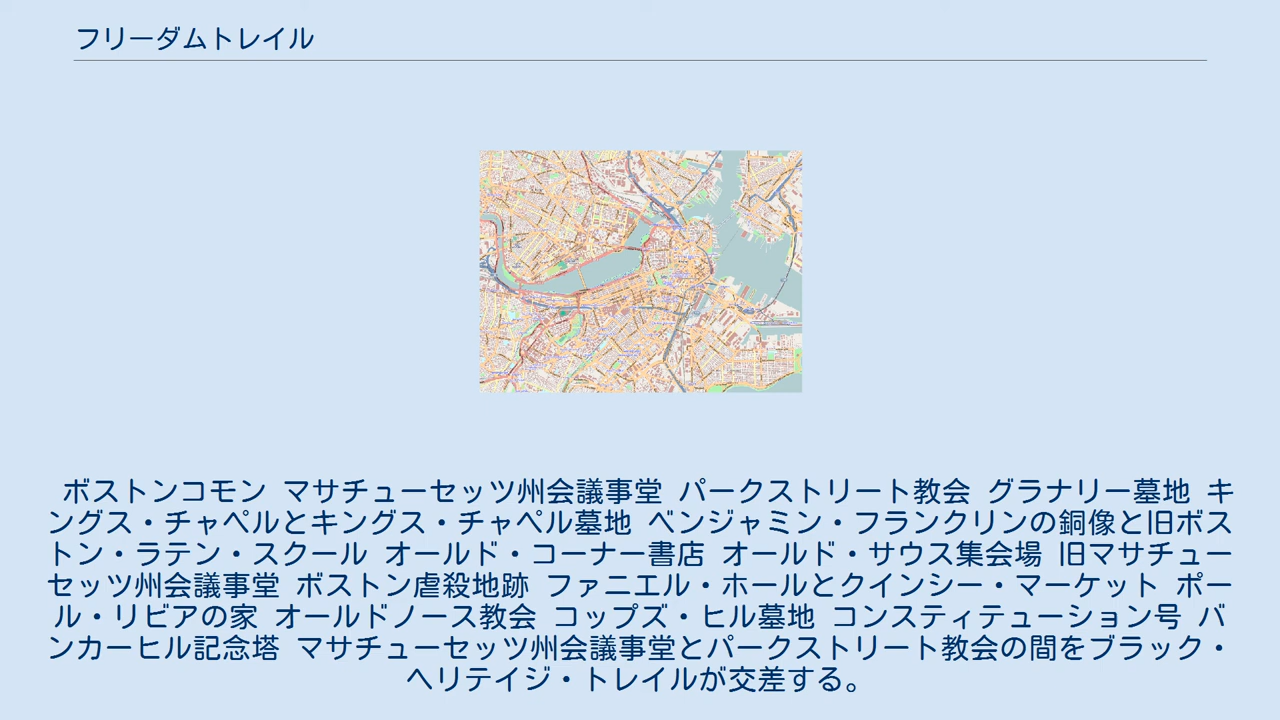 フリーダムトレイル
ボストンコモン マサチューセッツ州会議事堂 パークストリート教会 グラナリー墓地 キ
ングス・チャペルとキングス・チャペル墓地 ベンジャミン・フランクリンの銅像と旧ボス
トン・ラテン・スクール オールド・コーナー書店 オールド・サウス集会場 旧マサチュー
セッツ州会議事堂 ボストン虐殺地跡 ファニエル・ホールとクインシー・マーケット ポー
ル・リビアの家 オールドノース教会 コップズ・ヒル墓地 コンスティテューション号 バ
ンカーヒル記念塔 マサチューセッツ州会議事堂とパークストリート教会の間をブラック・
ヘリテイジ・トレイルが交差する。